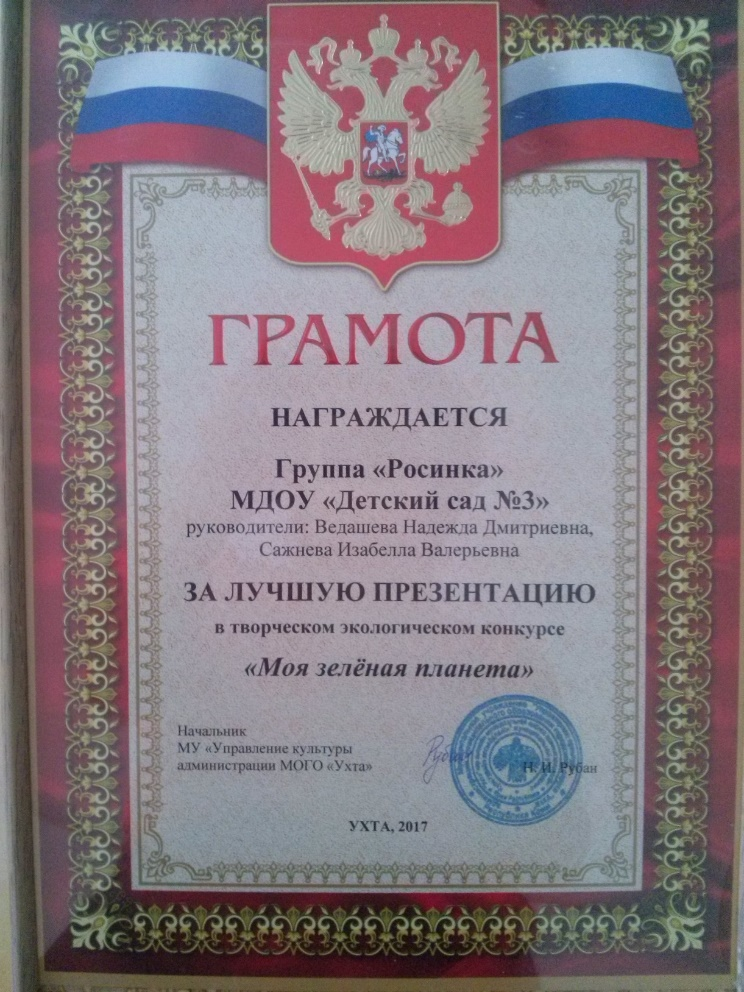 ГРАМОТА
НАГРАЖДАЕТСЯ
Группа «Росинка»
МДОУ «Детский сад №3»
руководители: Ведашева Надежда Дмитриевна,
Сажнева Изабелла Валерьевна
ЗА ЛУЧШУЮ ПРЕЗЕНТАЦИЮ
в творческом экологическом конкурсе
«Моя зелёная планета»
Начальник
МУ «Управление культуры
администрации МОГО «Ухта»
Н. И. Рубан
УХТА, 2017